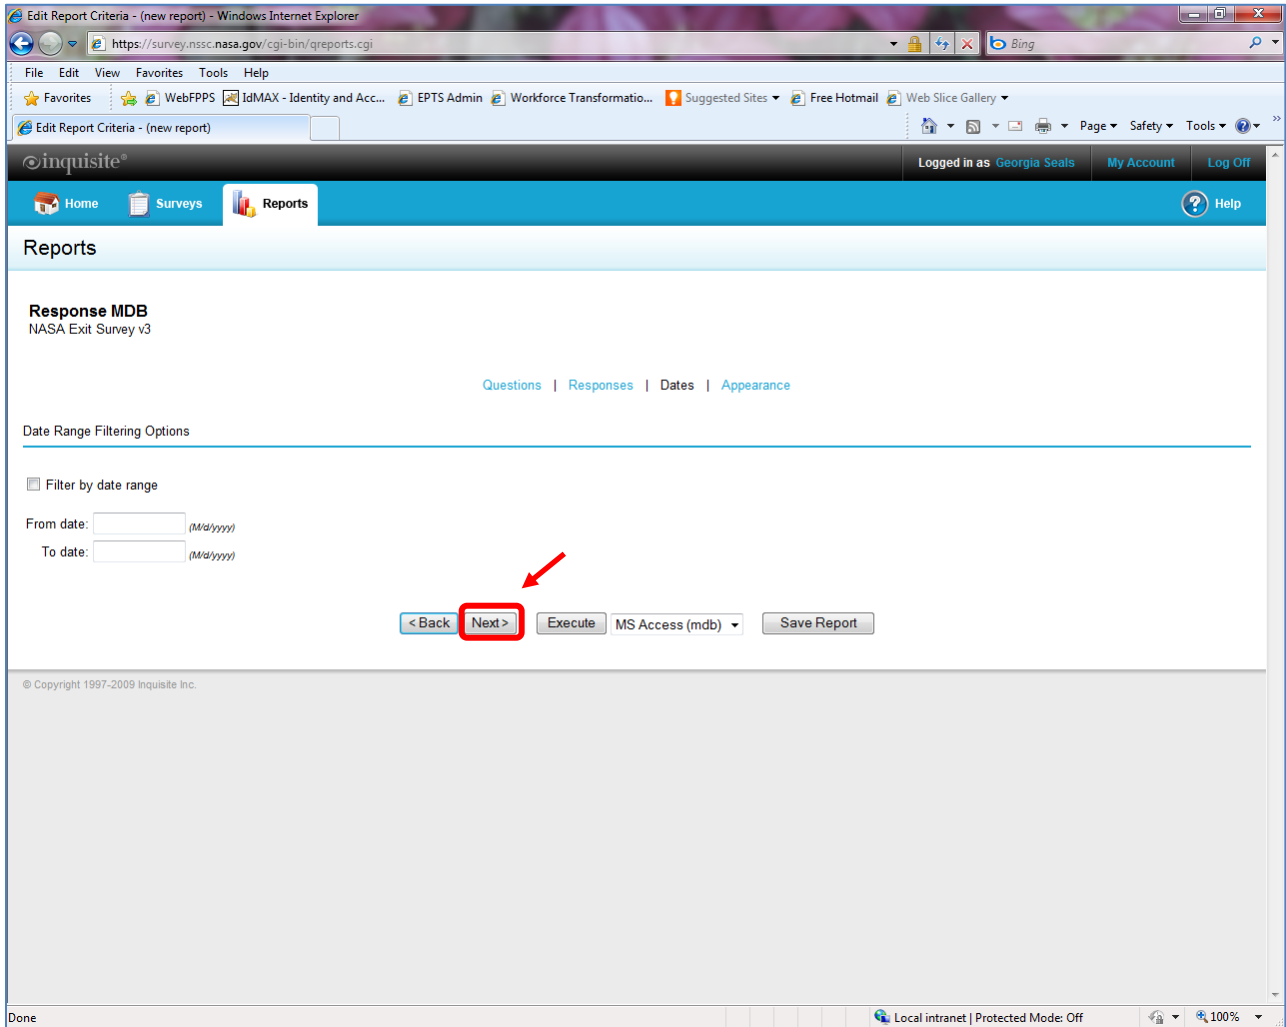 Edit Report Criteria - (new report) - Windows Internet Explorer
https://survey.nssc.nasa.gov/cgi-bin/qreports.cgi
Bing
File Edit View Favorites Tools Help
Favorites WebFPPS IdMAX - Identity and Acc... EPTS Admin Workforce Transformatio... Suggested Sites Free Hotmail Web Slice Gallery
Edit Report Criteria - (new report) Page Safety Tools »
inquisite® Logged in as Georgia Seals My Account Log Off
Home Surveys Reports Help
Reports
Response MDB
NASA Exit Survey v3
Questions | Responses | Dates | Appearance
Date Range Filtering Options
Filter by date range
From date: (M/d/yyyy)
To date: (M/d/yyyy)
< Back Next > Execute MS Access (mdb) Save Report
© Copyright 1997-2009 Inquisite Inc.
Done Local intranet | Protected Mode: Off 100%